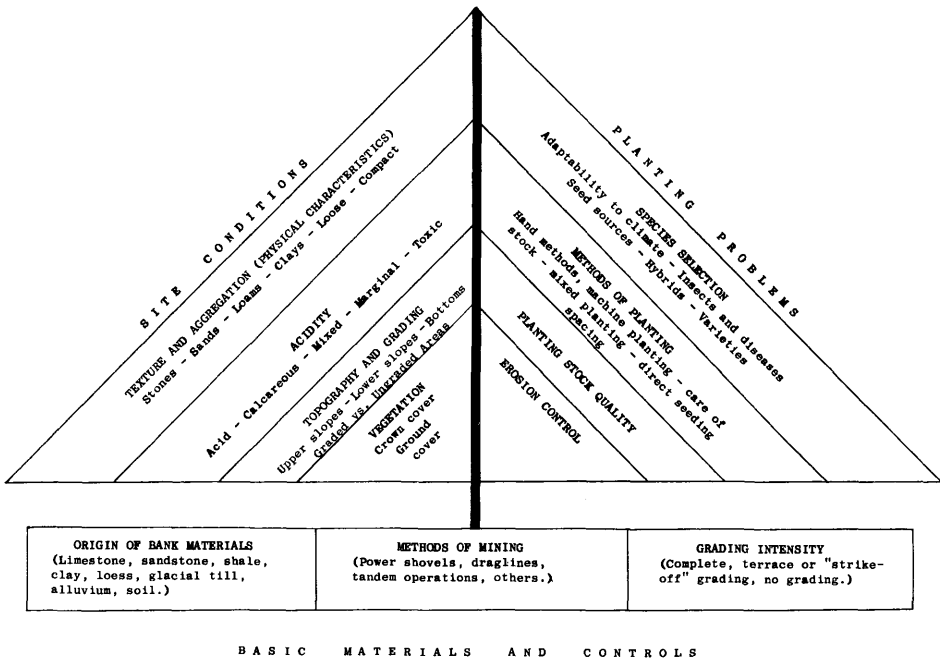 SITE CONDITIONS
TEXTURE AND AGGREGATION (PHYSICAL CHARACTERISTICS)
Stones - Sands - Loams - Clays - Loose - Compact
ACIDITY
Acid - Calcareous - Mixed - Marginal - Toxic
TOPOGRAPHY AND GRADING
Upper slopes - Lower slopes - Bottoms
Graded vs. Ungraded Areas
VEGETATION
Crown cover
Ground
cover
PLANTING PROBLEMS
SPECIES SELECTION
Adaptability to climate - Insects and diseases
Seed sources - Hybrids - Varieties
METHODS OF PLANTING
Hand methods, machine planting - care of
stock - mixed planting - direct seeding
spacing
PLANTING STOCK QUALITY
EROSION CONTROL
ORIGIN OF BANK MATERIALS
(Limestone, sandstone, shale,
clay, loess, glacial till,
alluvium, soil.)
METHODS OF MINING
(Power shovels, draglines,
tandem operations, others.)
GRADING INTENSITY
(Complete, terrace or "strike-
off" grading, no grading.)
BASIC MATERIALS AND CONTROLS